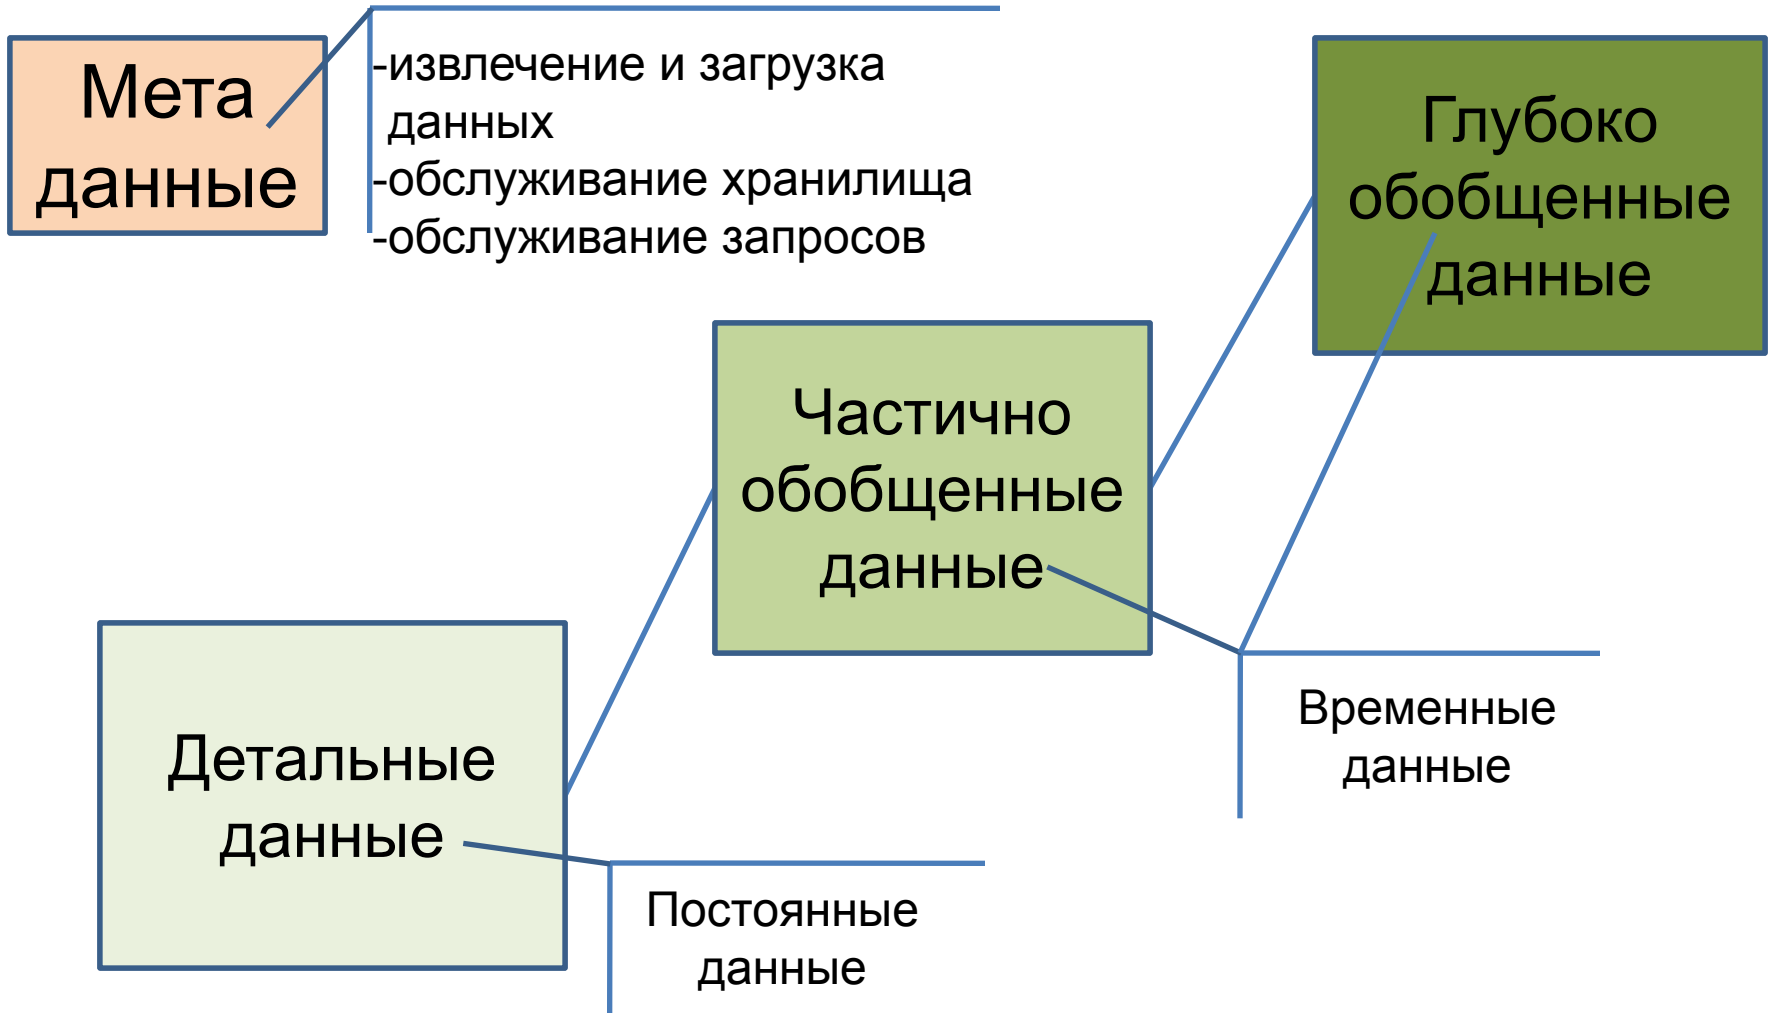 Мета
данные
-извлечение и загрузка
данных
-обслуживание хранилища
-обслуживание запросов
Глубоко
обобщенные
данные
Частично
обобщенные
данные
Временные
данные
Детальные
данные
Постоянные
данные